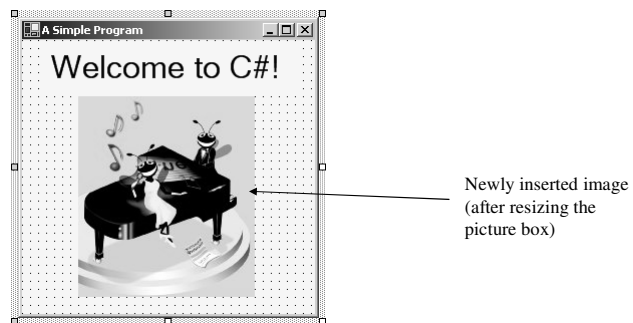 A Simple Program
Welcome to C#!
Newly inserted image
(after resizing the
picture box)